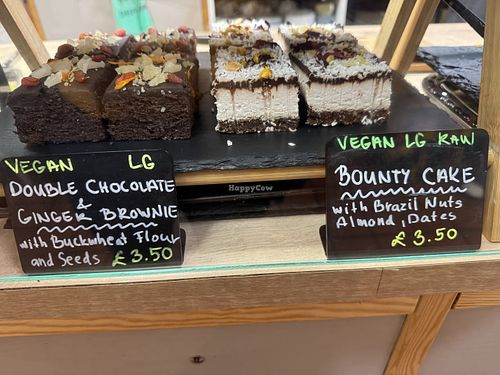 VEGAN LG
DOUBLE CHOCOLATE
&
GINGER BROWNIE
with Buckwheat Flour
and Seeds £3.50
VEGAN LG RAW
BOUNTY CAKE
with Brazil Nuts
Almond, Dates
£3.50
HappyCow